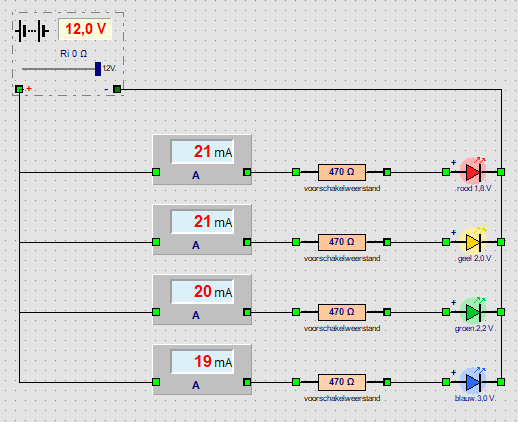 12,0 V
Ri 0 Ω
12V
+ -
21 mA
A
+
470 Ω
voorschakelweerstand
rood 1,8 V
21 mA
A
+
470 Ω
voorschakelweerstand
geel 2,0 V
20 mA
A
+
470 Ω
voorschakelweerstand
groen 2,2 V
19 mA
A
+
470 Ω
voorschakelweerstand
blauw 3,0 V